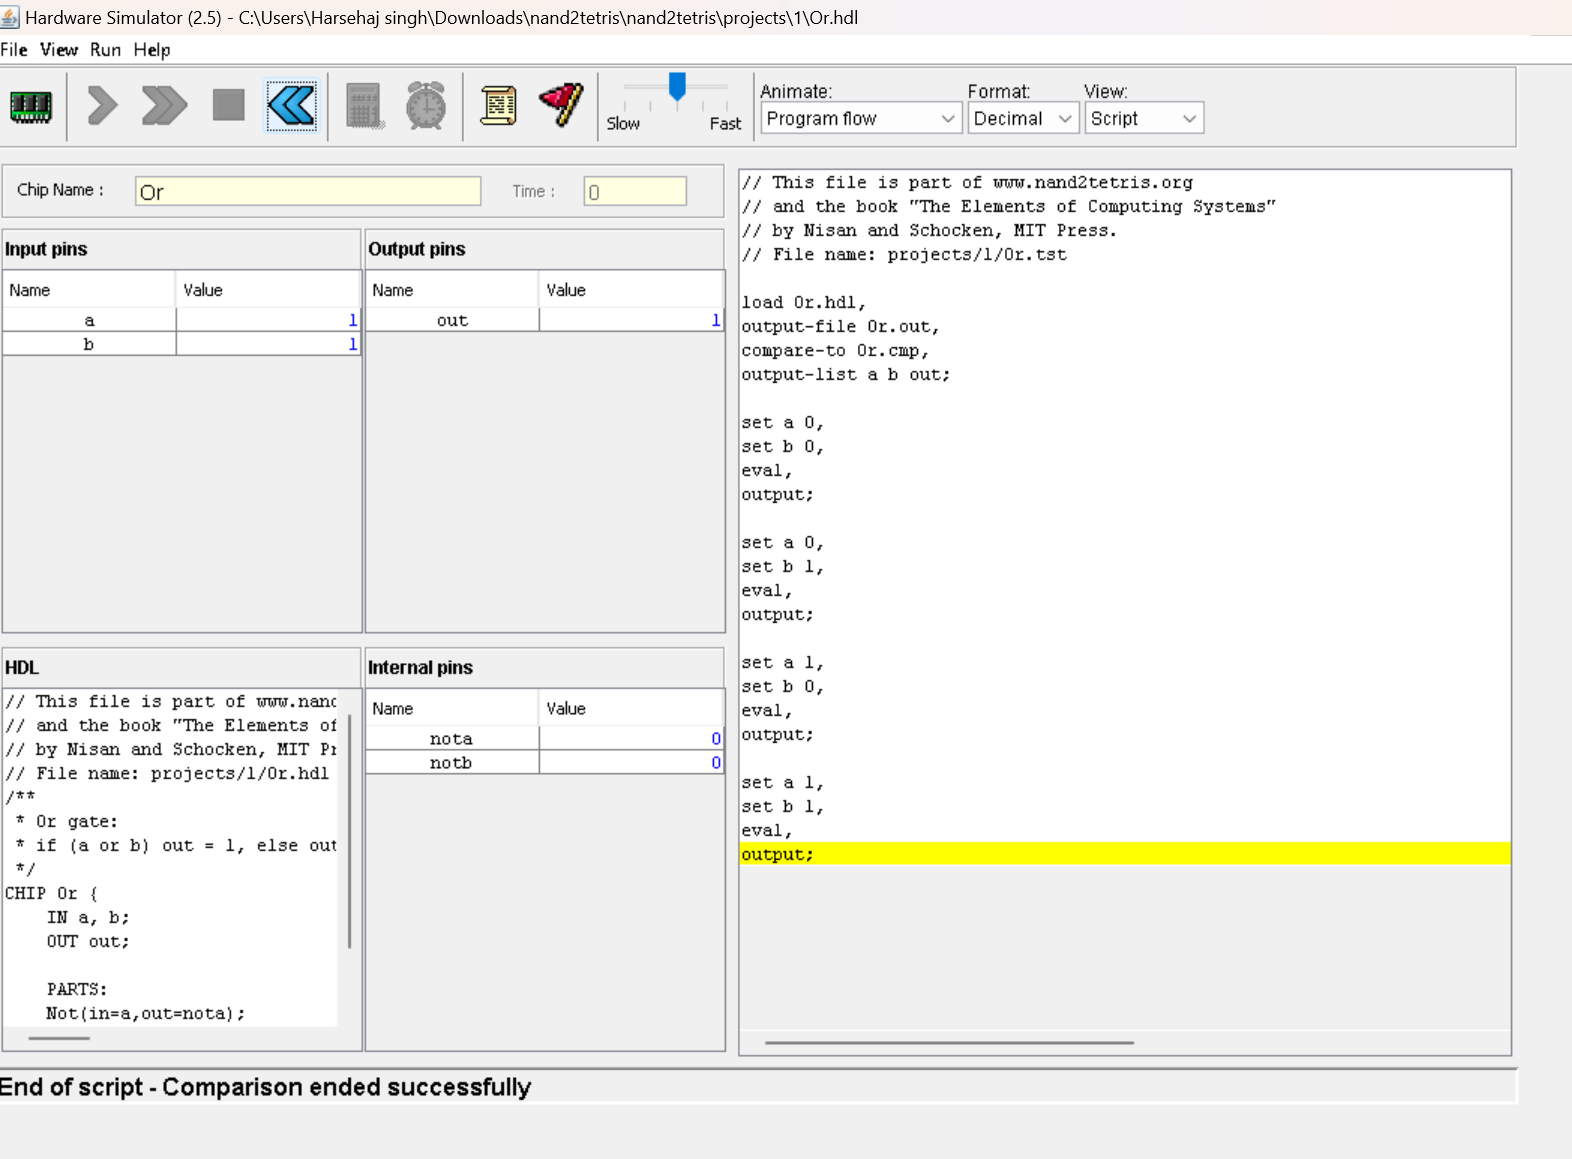 Hardware Simulator (2.5) - C:\Users\Harsehaj singh\Downloads\nand2tetris\nand2tetris\projects\1\Or.hdl
File View Run Help
Animate: Format: View:
Slow Fast Program flow Decimal Script
Chip Name : Or Time : 0
Input pins
Name Value
a 1
b 1
Output pins
Name Value
out 1
HDL
// This file is part of www.nand
// and the book "The Elements of
// by Nisan and Schocken, MIT Pr
// File name: projects/1/Or.hdl
/**
* Or gate:
* if (a or b) out = 1, else out
*/
CHIP Or {
IN a, b;
OUT out;
PARTS:
Not(in=a,out=nota);
Internal pins
Name Value
nota 0
notb 0
// This file is part of www.nand2tetris.org
// and the book "The Elements of Computing Systems"
// by Nisan and Schocken, MIT Press.
// File name: projects/1/Or.tst
load Or.hdl,
output-file Or.out,
compare-to Or.cmp,
output-list a b out;
set a 0,
set b 0,
eval,
output;
set a 0,
set b 1,
eval,
output;
set a 1,
set b 0,
eval,
output;
set a 1,
set b 1,
eval,
output;
End of script - Comparison ended successfully